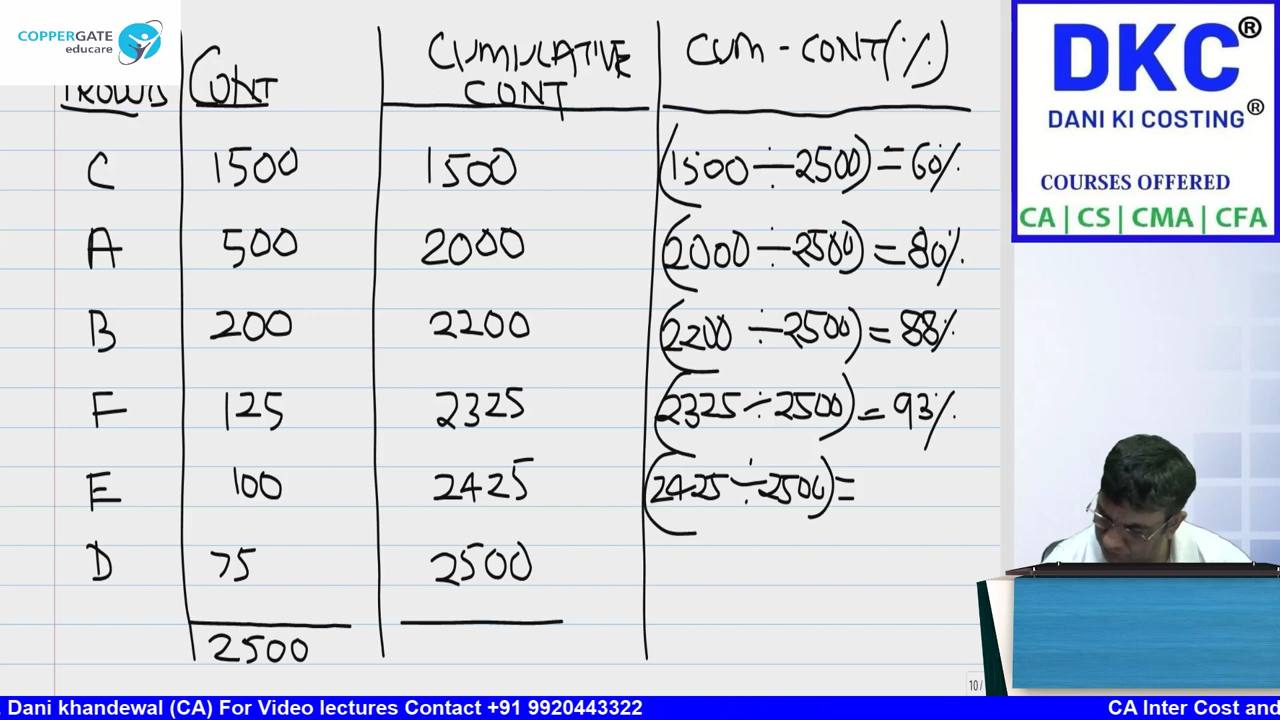 COPPERGATE
educare
CONT
CUMULATIVE
CONT
CUM - CONT(%)
C 1500 1500 (1500 ÷ 2500) = 60%
A 500 2000 (2000 ÷ 2500) = 80%
B 200 2200 (2200 ÷ 2500) = 88%
F 125 2325 (2325 ÷ 2500) = 93%
E 100 2425 (2425 ÷ 2500) =
D 75 2500
2500
DKC®
DANI KI COSTING®
COURSES OFFERED
CA | CS | CMA | CFA
10/
. Dani khandewal (CA) For Video lectures Contact +91 9920443322
CA Inter Cost and